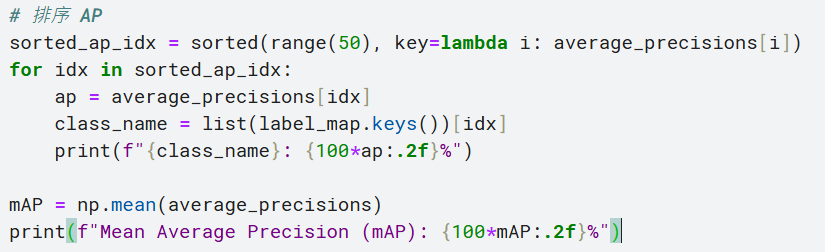 # 排序 AP
sorted_ap_idx = sorted(range(50), key=lambda i: average_precisions[i])
for idx in sorted_ap_idx:
    ap = average_precisions[idx]
    class_name = list(label_map.keys())[idx]
    print(f"{class_name}: {100*ap:.2f}%")

mAP = np.mean(average_precisions)
print(f"Mean Average Precision (mAP): {100*mAP:.2f}%")